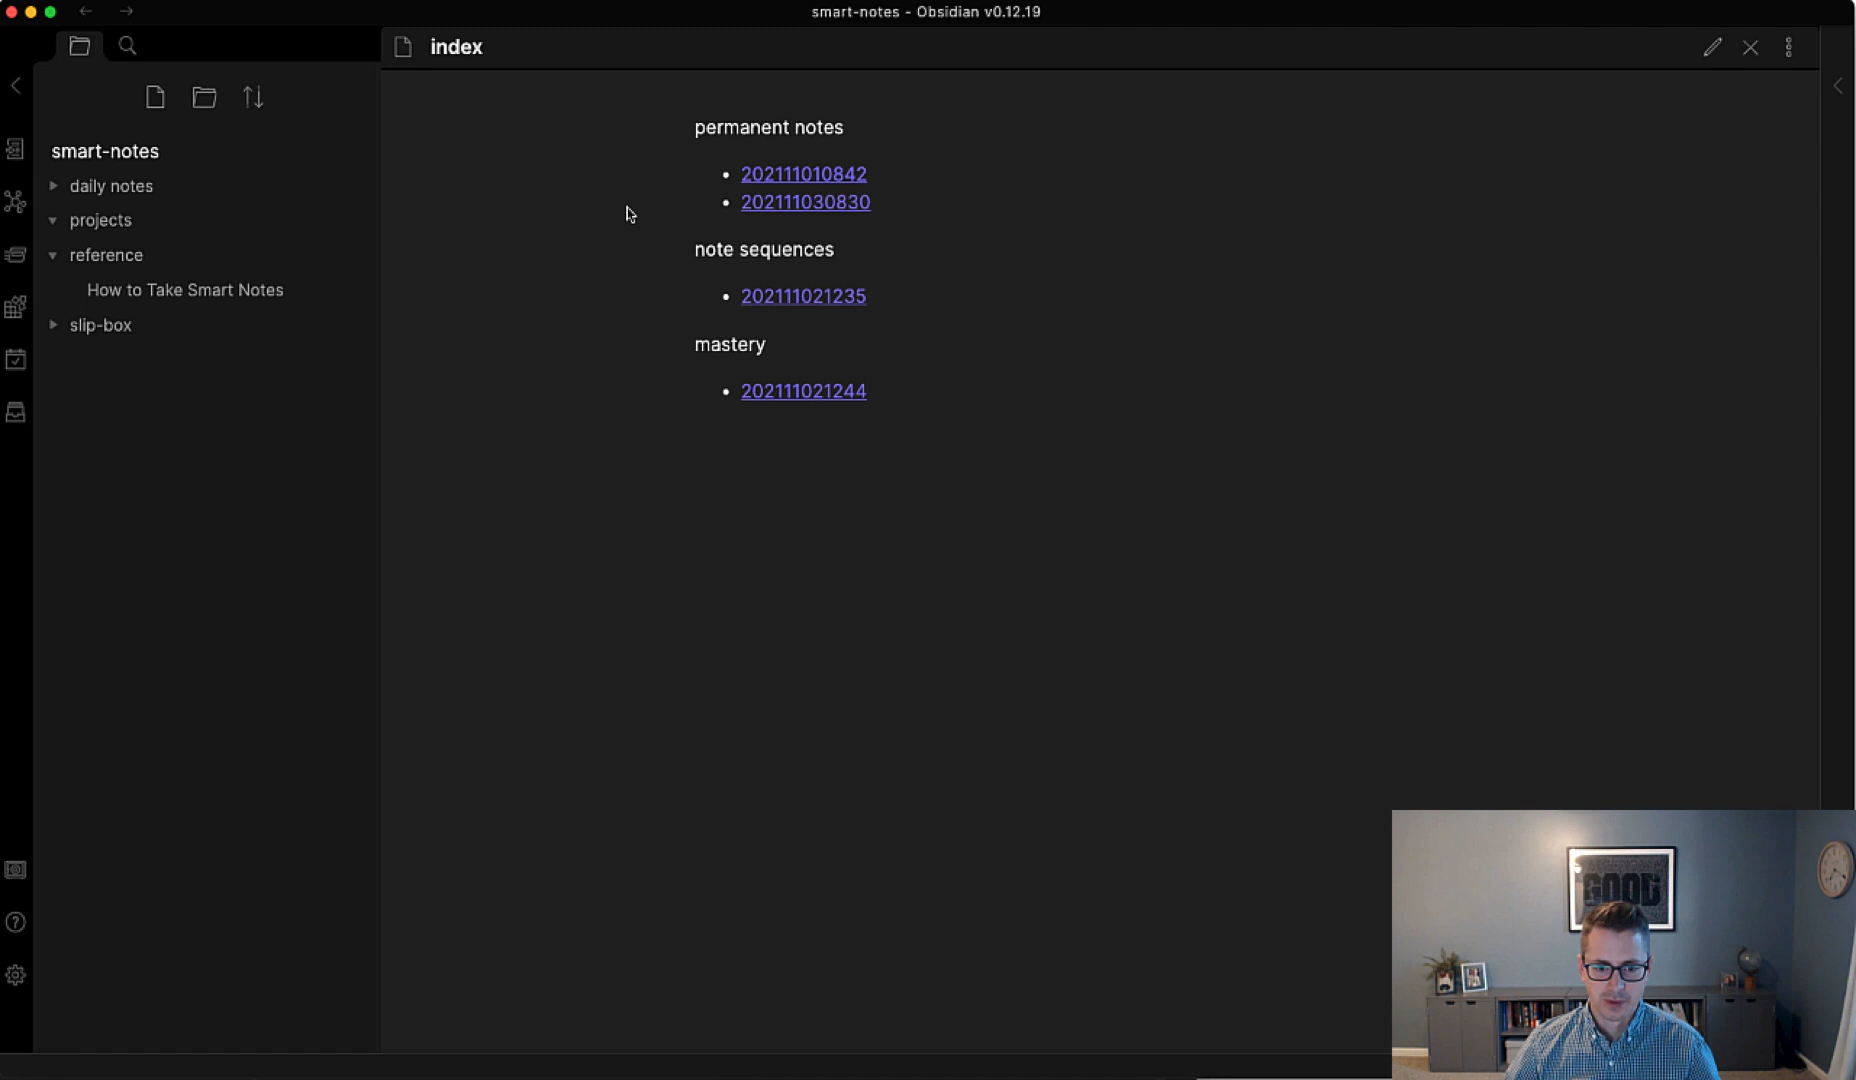 smart-notes - Obsidian v0.12.19
index
smart-notes
daily notes
projects
reference
How to Take Smart Notes
slip-box
permanent notes
• 202111010842
• 202111030830
note sequences
• 202111021235
mastery
• 202111021244
GOOD